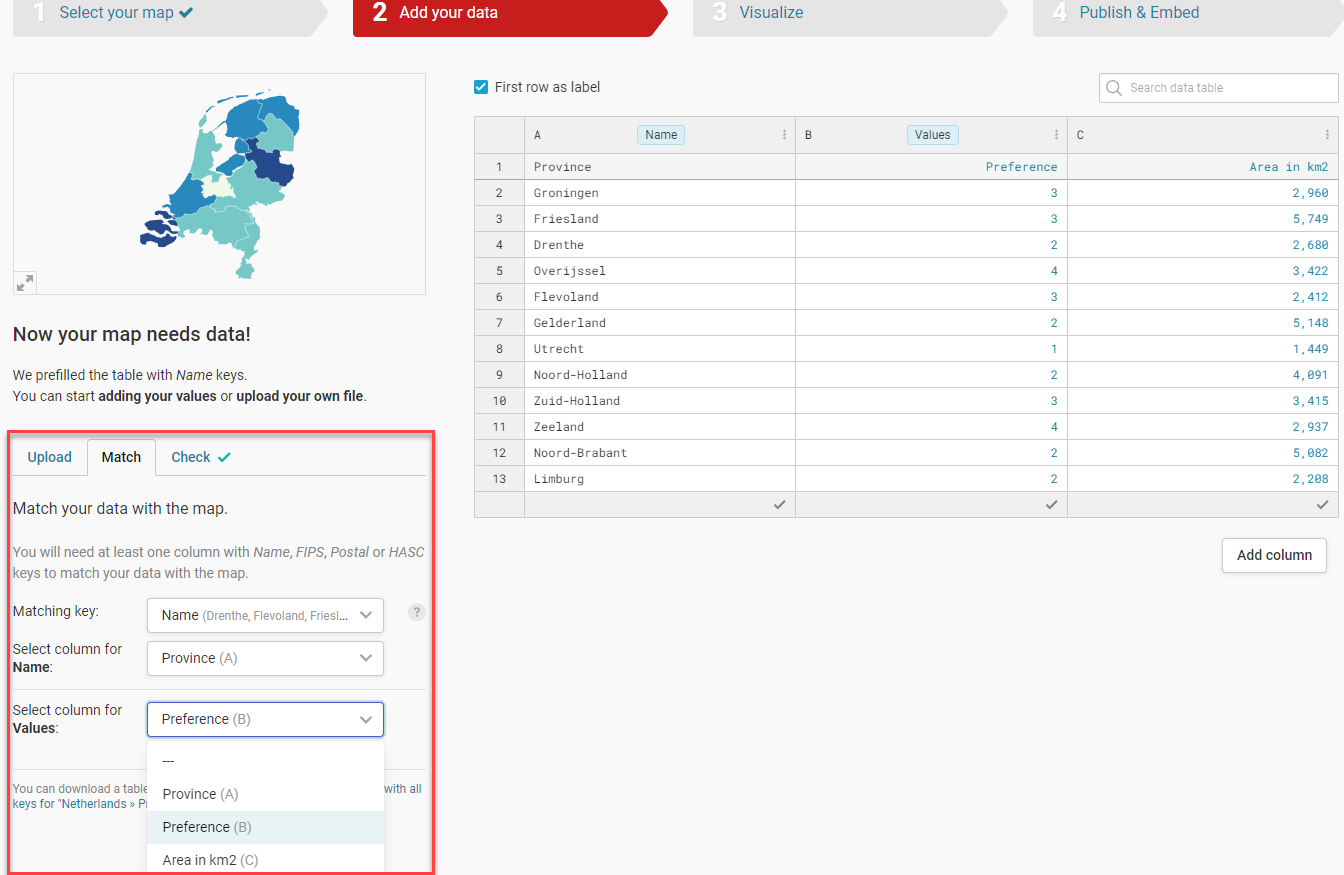 1 Select your map
2 Add your data
3 Visualize
4 Publish & Embed
First row as label
Search data table
A Name B Values C
1 Province Preference Area in km2
2 Groningen 3 2,960
3 Friesland 3 5,749
4 Drenthe 2 2,680
5 Overijssel 4 3,422
6 Flevoland 3 2,412
7 Gelderland 2 5,148
8 Utrecht 1 1,449
9 Noord-Holland 2 4,091
10 Zuid-Holland 3 3,415
11 Zeeland 4 2,937
12 Noord-Brabant 2 5,082
13 Limburg 2 2,208
Add column
Now your map needs data!
We prefilled the table with Name keys.
You can start adding your values or upload your own file.
Upload Match Check
Match your data with the map.
You will need at least one column with Name, FIPS, Postal or HASC
keys to match your data with the map.
Matching key: Name (Drenthe, Flevoland, Friesl... ?
Select column for
Name:
Province (A)
Select column for
Values:
Preference (B)
---
Province (A)
Preference (B)
Area in km2 (C)
You can download a table with all
keys for "Netherlands » P